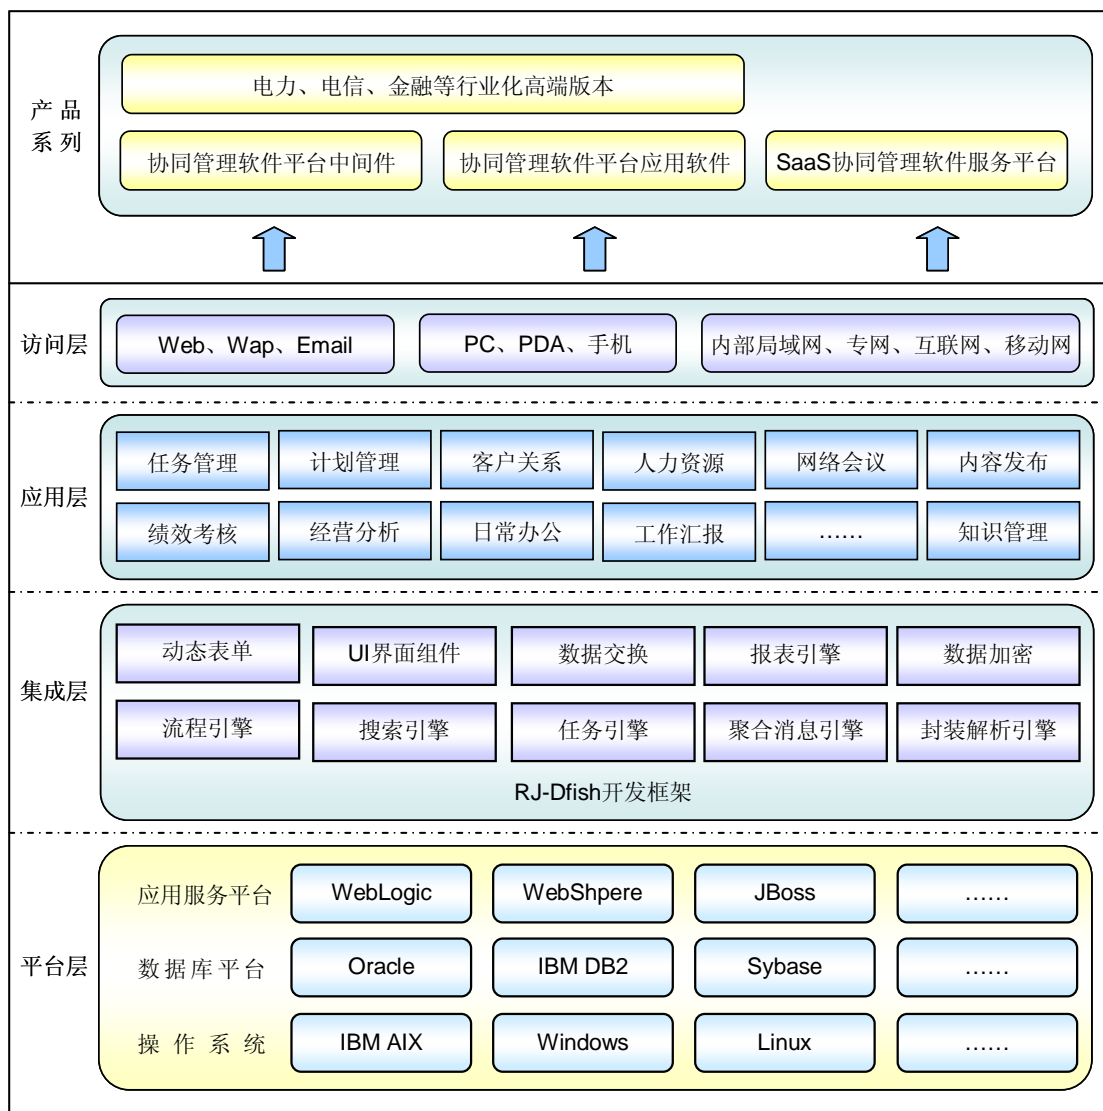 产 品
系 列
电力、电信、金融等行业化高端版本
协同管理软件平台中间件
协同管理软件平台应用软件
SaaS协同管理软件服务平台
访问层
Web、Wap、Email
PC、PDA、手机
内部局域网、专网、互联网、移动网
应用层
任务管理
计划管理
客户关系
人力资源
网络会议
内容发布
绩效考核
经营分析
日常办公
工作汇报
……
知识管理
集成层
动态表单
UI界面组件
数据交换
报表引擎
数据加密
流程引擎
搜索引擎
任务引擎
聚合消息引擎
封装解析引擎
RJ-Dfish开发框架
平台层
应用服务平台
WebLogic
WebShpere
JBoss
……
数据库平台
Oracle
IBM DB2
Sybase
……
操 作 系 统
IBM AIX
Windows
Linux
……